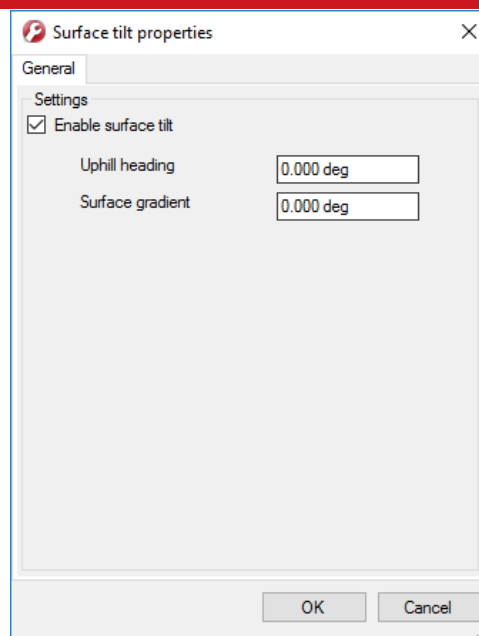 Surface tilt properties
General
Settings
Enable surface tilt
Uphill heading 0.000 deg
Surface gradient 0.000 deg
OK Cancel